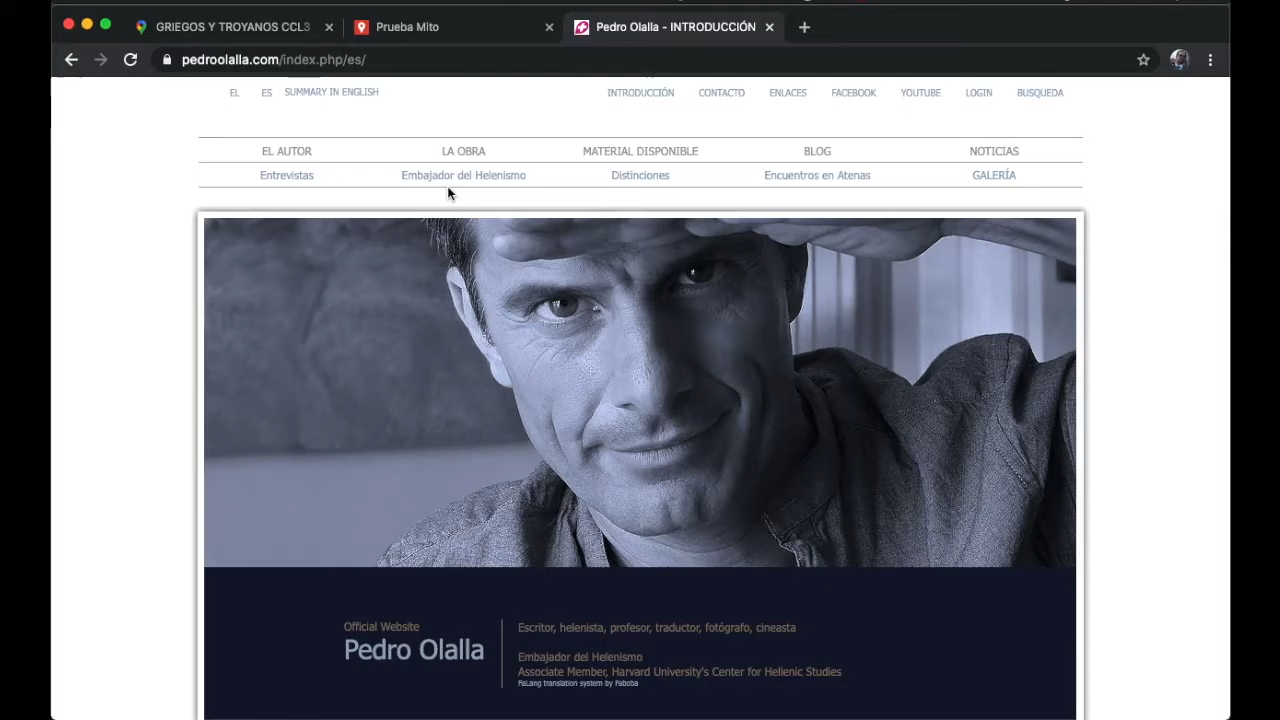 GRIEGOS Y TROYANOS CCL3
Prueba Mito
Pedro Olalla - INTRODUCCIÓN
pedroolalla.com/index.php/es/
EL ES SUMMARY IN ENGLISH INTRODUCCIÓN CONTACTO ENLACES FACEBOOK YOUTUBE LOGIN BUSQUEDA
EL AUTOR LA OBRA MATERIAL DISPONIBLE BLOG NOTICIAS
Entrevistas Embajador del Helenismo Distinciones Encuentros en Atenas GALERÍA
Official Website
Pedro Olalla
Escritor, helenista, profesor, traductor, fotógrafo, cineasta
Embajador del Helenismo
Associate Member, Harvard University's Center for Hellenic Studies
FaLang translation system by Faboba